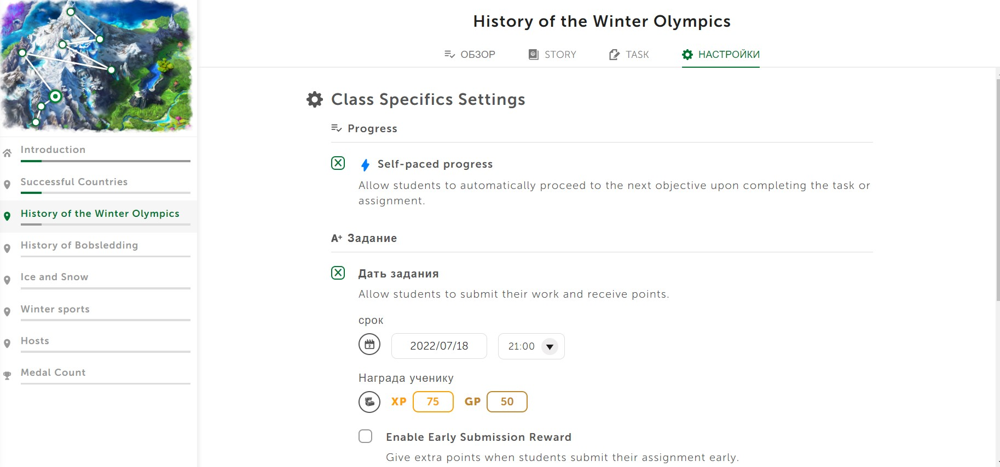 History of the Winter Olympics
ОБЗОР
STORY
TASK
НАСТРОЙКИ
Introduction
Successful Countries
History of the Winter Olympics
History of Bobsledding
Ice and Snow
Winter sports
Hosts
Medal Count
Class Specifics Settings
Progress
Self-paced progress
Allow students to automatically proceed to the next objective upon completing the task or
assignment.
A+ Задание
Дать задания
Allow students to submit their work and receive points.
срок
2022/07/18 21:00
Награда ученику
XP 75 GP 50
Enable Early Submission Reward
Give extra points when students submit their assignment early.